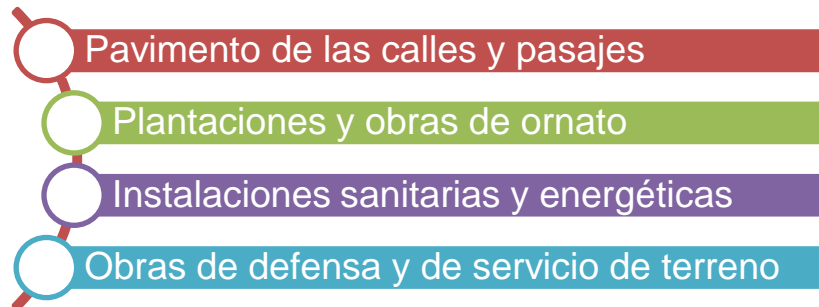 Pavimento de las calles y pasajes
Plantaciones y obras de ornato
Instalaciones sanitarias y energéticas
Obras de defensa y de servicio de terreno